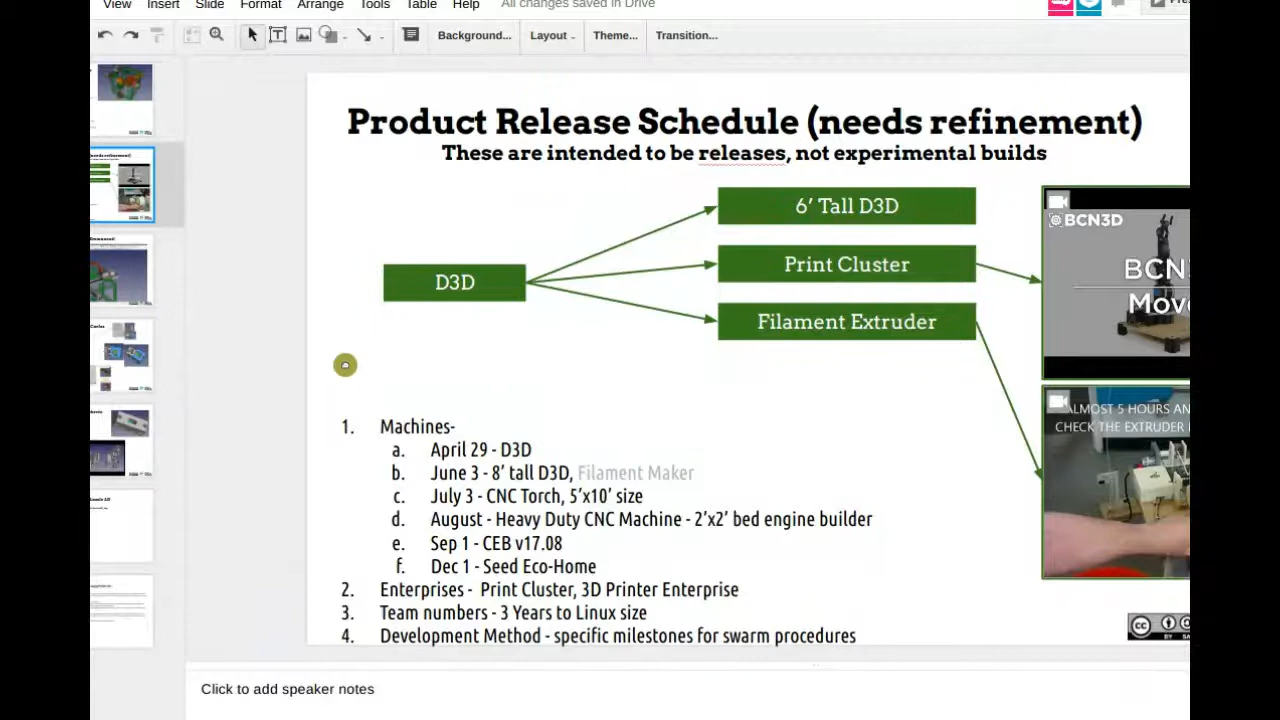 View Insert Slide Format Arrange Tools Table Help All changes saved in Drive
Background... Layout Theme... Transition...
Product Release Schedule (needs refinement)
These are intended to be releases, not experimental builds
D3D
6’ Tall D3D
Print Cluster
Filament Extruder
BCN3D
Move
ALMOST 5 HOURS AN
CHECK THE EXTRUDER
1. Machines-
a. April 29 - D3D
b. June 3 - 8’ tall D3D, Filament Maker
c. July 3 - CNC Torch, 5’x10’ size
d. August - Heavy Duty CNC Machine - 2’x2’ bed engine builder
e. Sep 1 - CEB v17.08
f. Dec 1 - Seed Eco-Home
2. Enterprises - Print Cluster, 3D Printer Enterprise
3. Team numbers - 3 Years to Linux size
4. Development Method - specific milestones for swarm procedures
cc
BY
Click to add speaker notes